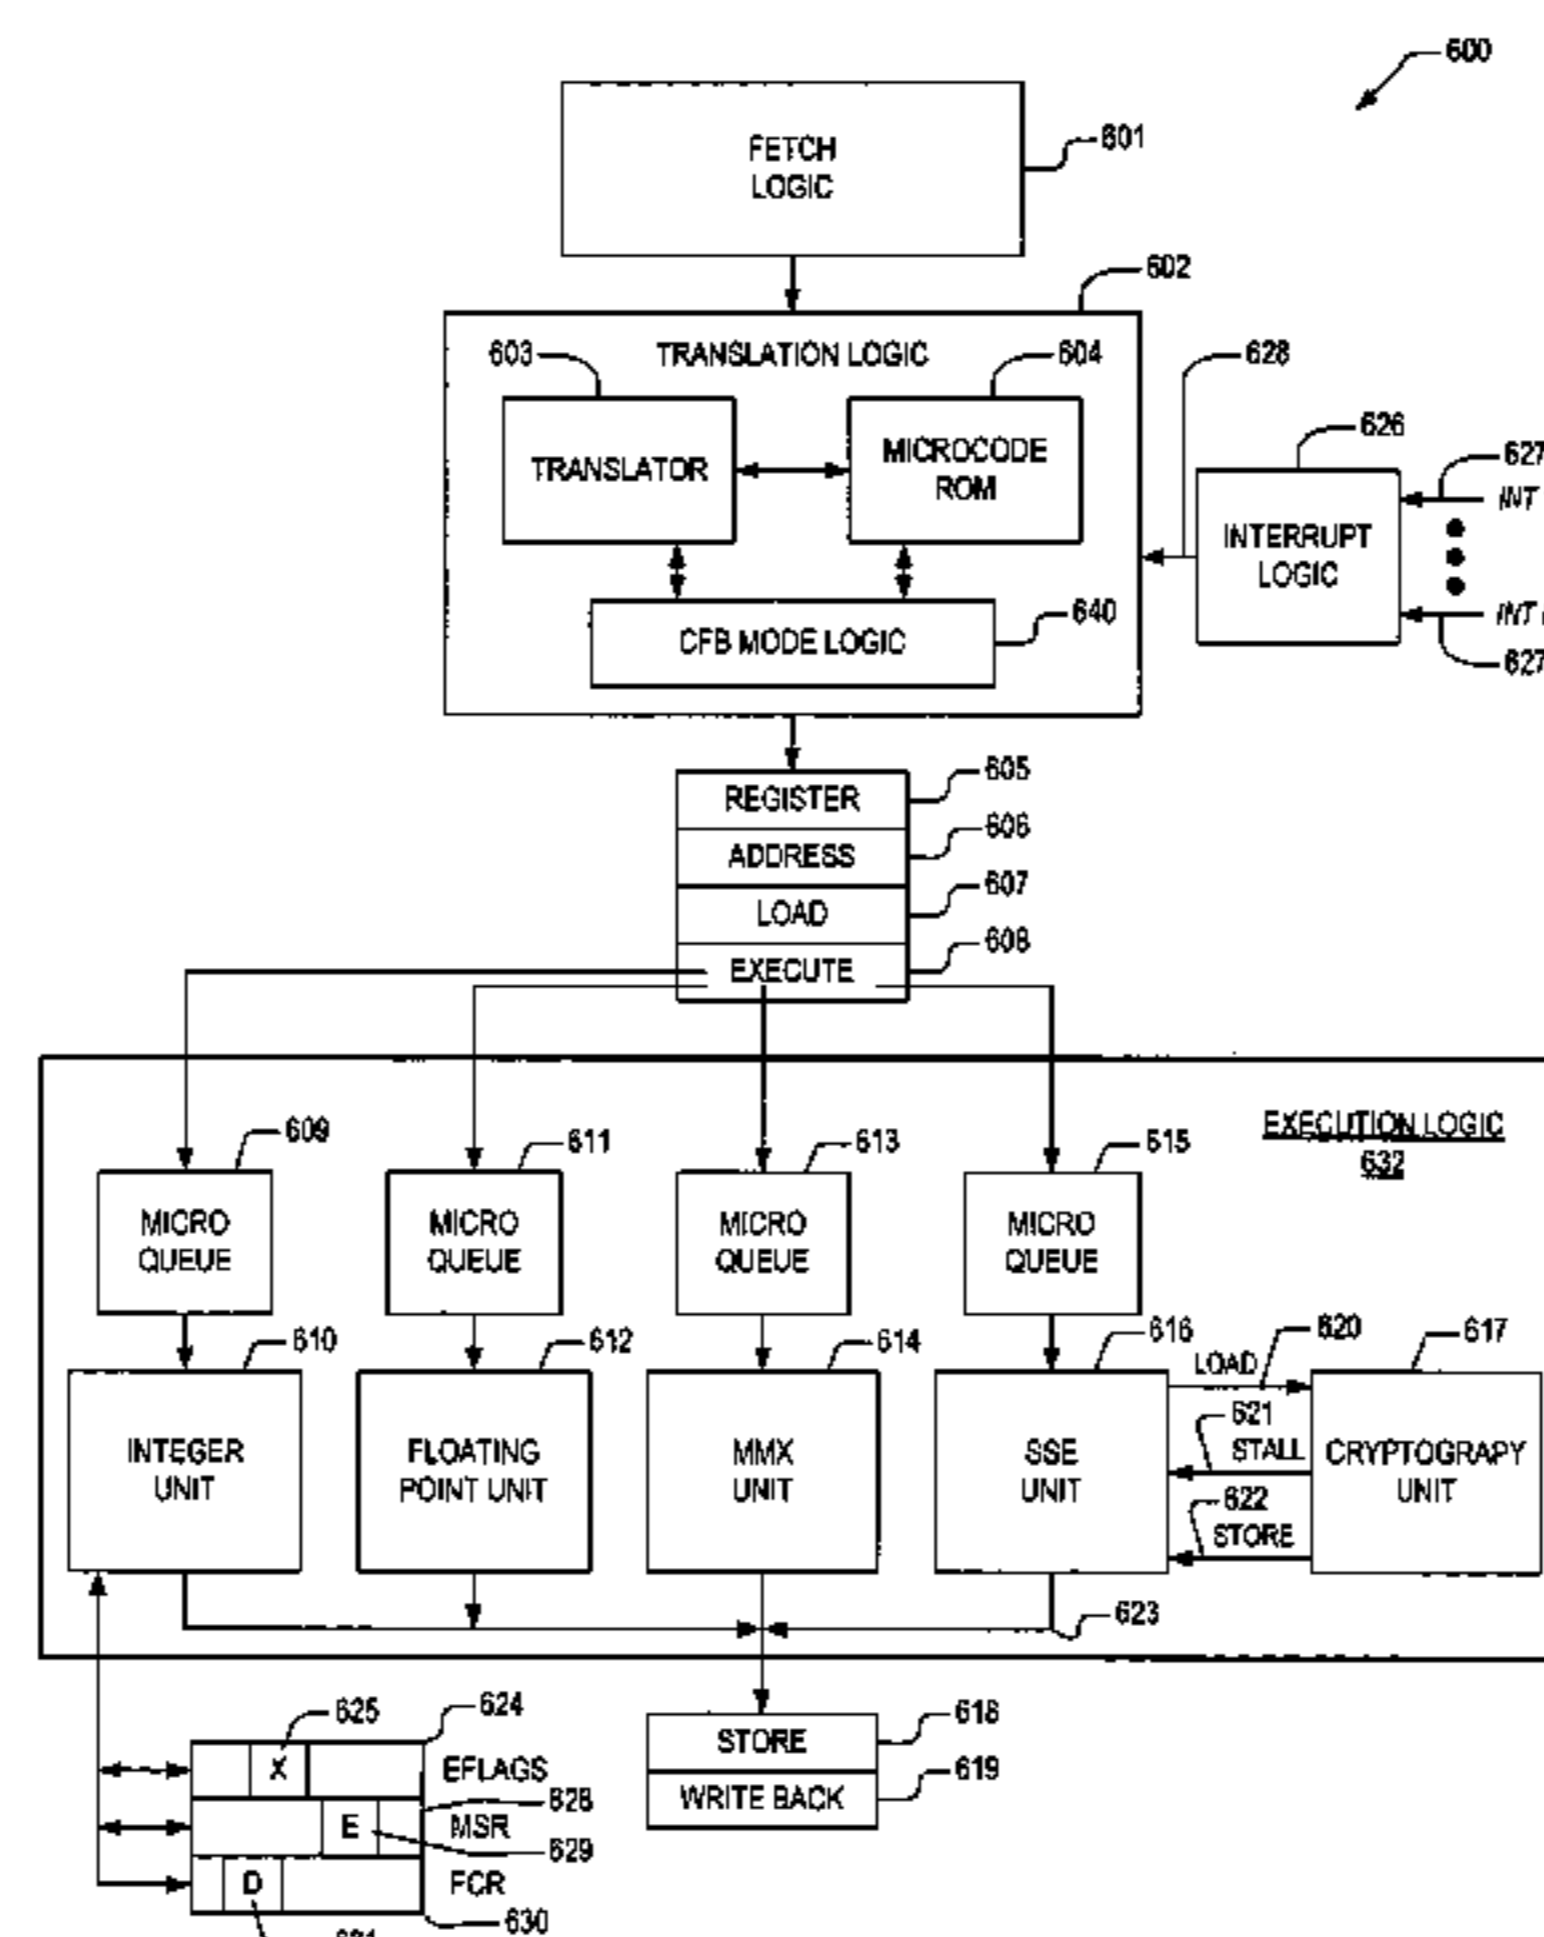 600
FETCH
LOGIC
601
602
603
TRANSLATION LOGIC
604
628
TRANSLATOR
MICROCODE
ROM
626
627
INT
INTERRUPT
LOGIC
INT
627
CFB MODE LOGIC
640
REGISTER
605
ADDRESS
606
LOAD
607
EXECUTE
608
EXECUTION LOGIC
632
609
611
613
615
MICRO
QUEUE
MICRO
QUEUE
MICRO
QUEUE
MICRO
QUEUE
610
612
614
616
620
617
LOAD
621
STALL
622
STORE
INTEGER
UNIT
FLOATING
POINT UNIT
MMX
UNIT
SSE
UNIT
CRYPTOGRAPY
UNIT
623
625
624
X
EFLAGS
628
E
MSR
629
D
FCR
630
STORE
618
WRITE BACK
619